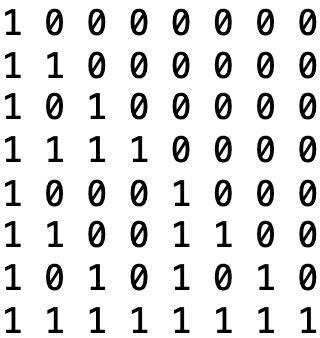 1 0 0 0 0 0 0 0
1 1 0 0 0 0 0 0
1 0 1 0 0 0 0 0
1 1 1 1 0 0 0 0
1 0 0 0 1 0 0 0
1 1 0 0 1 1 0 0
1 0 1 0 1 0 1 0
1 1 1 1 1 1 1 1